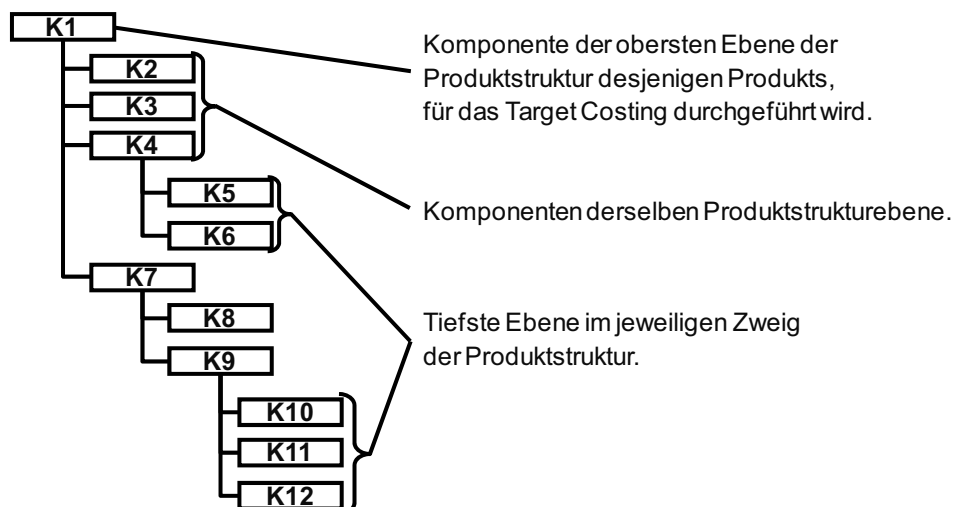 K1
K2
K3
K4
K5
K6
K7
K8
K9
K10
K11
K12
Komponente der obersten Ebene der
Produktstruktur desjenigen Produkts,
für das Target Costing durchgeführt wird.
Komponenten derselben Produktstrukturebene.
Tiefste Ebene im jeweiligen Zweig
der Produktstruktur.